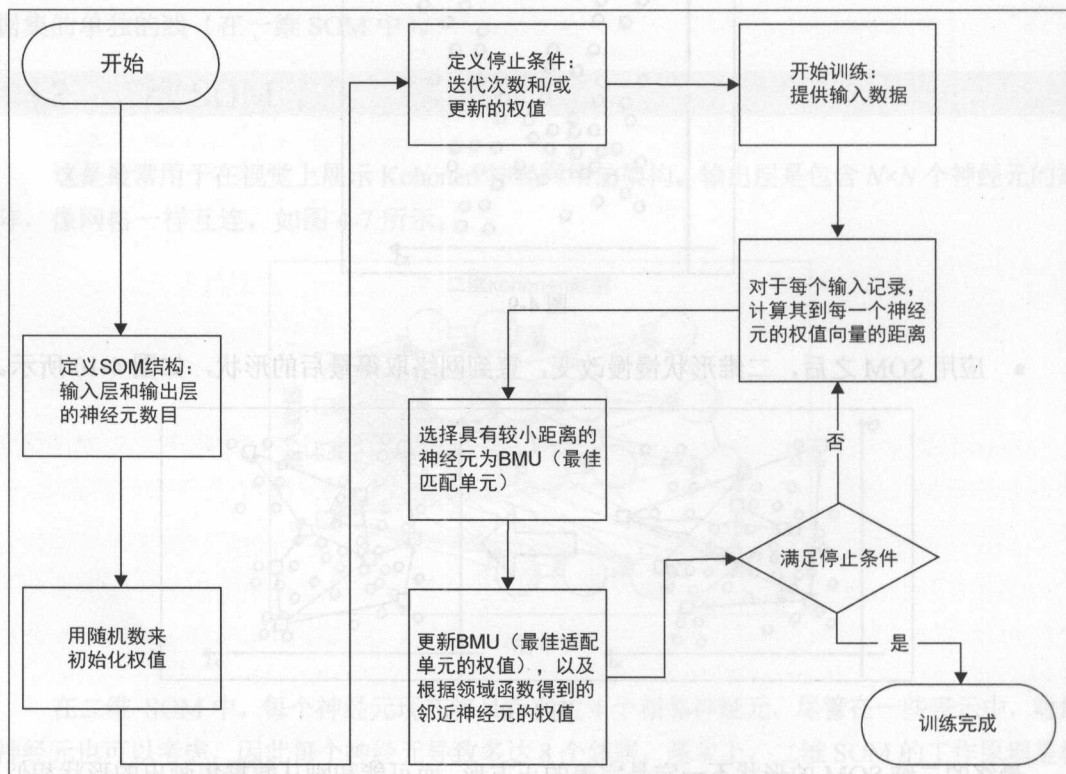 开始
定义停止条件：
迭代次数和/或
更新的权值
开始训练：
提供输入数据
对于每个输入记录，
计算其到每一个神经
元的权值向量的距离
定义SOM结构：
输入层和输出层
的神经元数目
选择具有较小距离的
神经元为BMU（最佳
匹配单元）
否
满足停止条件
用随机数来
初始化权值
更新BMU（最佳适配
单元的权值），以及
根据领域函数得到的
邻近神经元的权值
是
训练完成